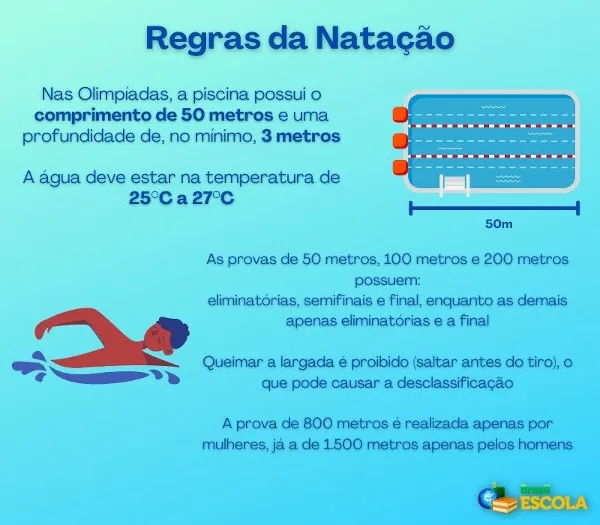 Regras da Natação
Nas Olimpíadas, a piscina possui o
comprimento de 50 metros e uma
profundidade de, no mínimo, 3 metros
A água deve estar na temperatura de
25°C a 27°C
50m
As provas de 50 metros, 100 metros e 200 metros
possuem:
eliminatórias, semifinais e final, enquanto as demais
apenas eliminatórias e a final
Queimar a largada é proibido (saltar antes do tiro), o
que pode causar a desclassificação
A prova de 800 metros é realizada apenas por
mulheres, já a de 1.500 metros apenas pelos homens
Brasil
ESCOLA